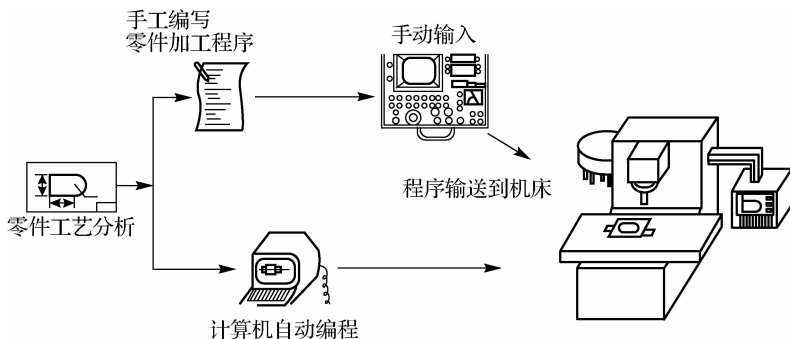 手工编写
零件加工程序
手动输入
程序输送到机床
零件工艺分析
计算机自动编程